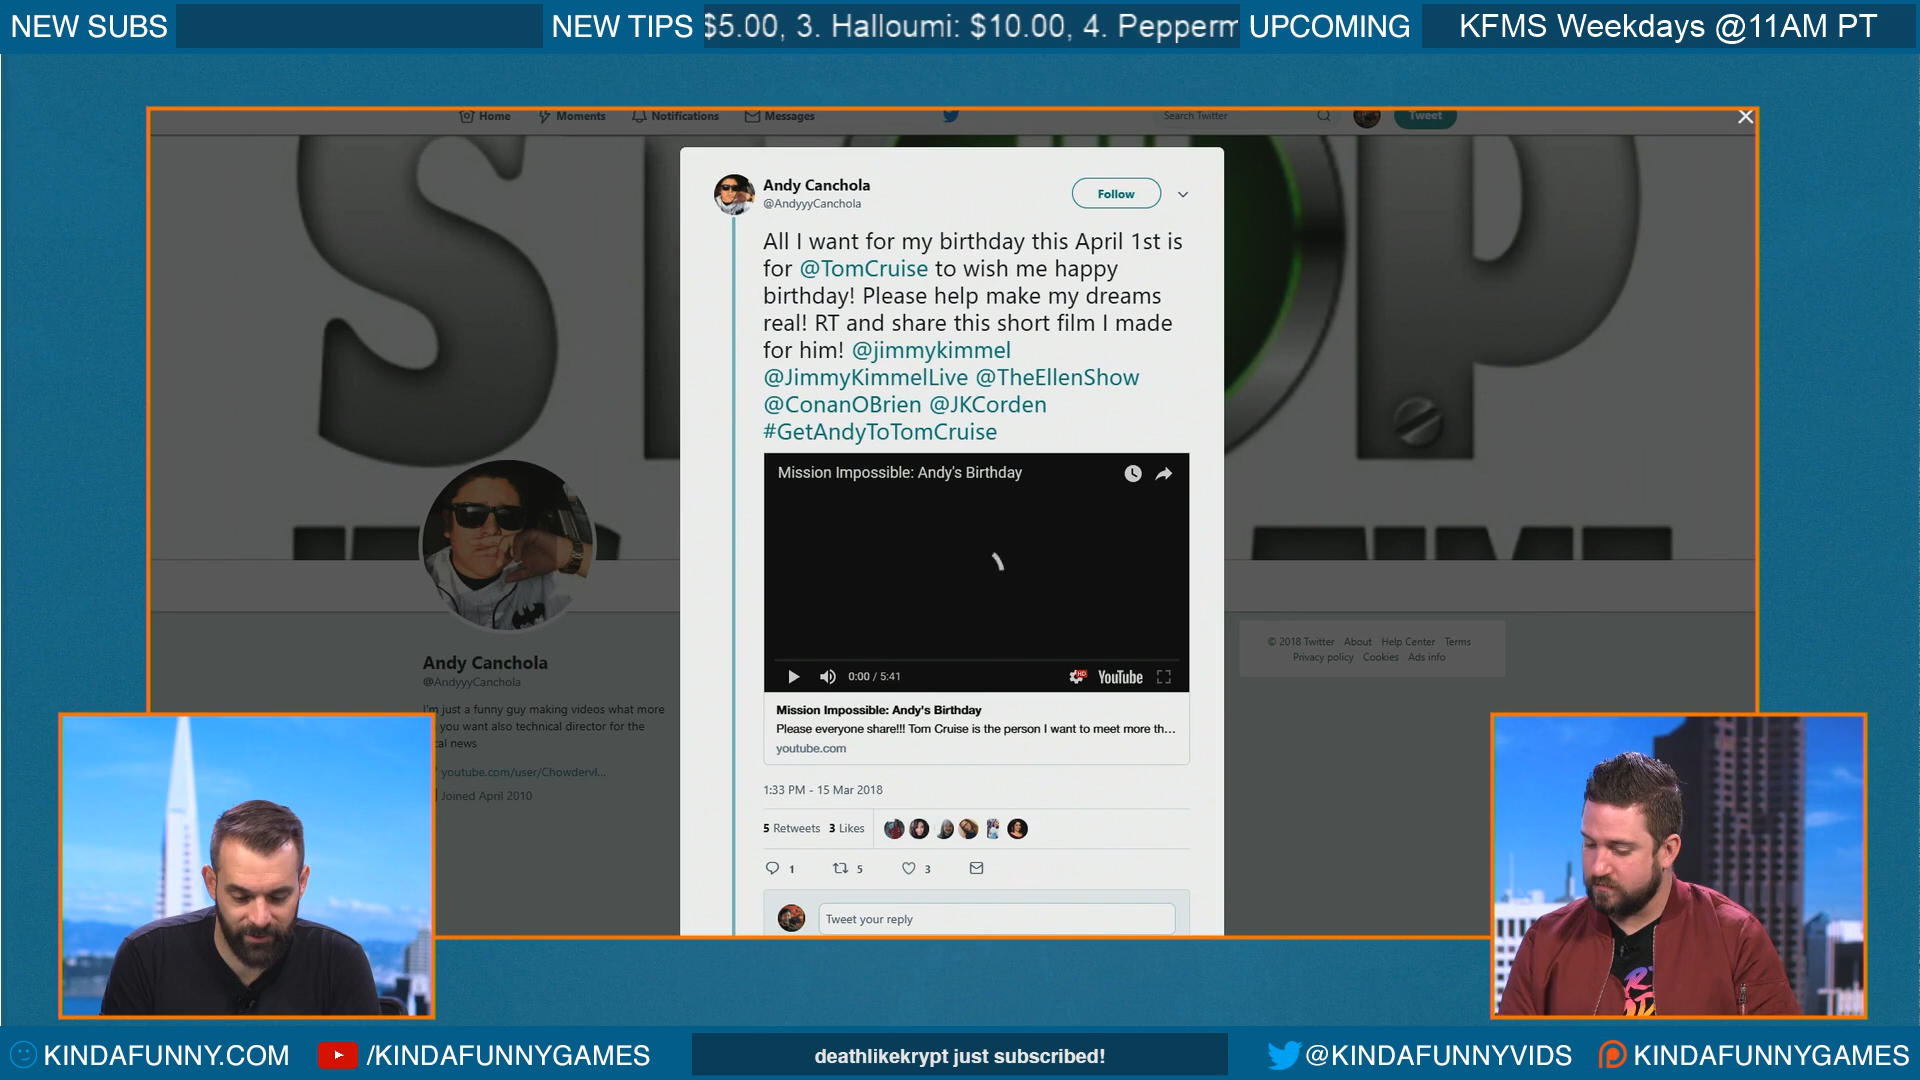 NEW SUBS
NEW TIPS $5.00, 3. Halloumi: $10.00, 4. Pepperm
UPCOMING KFMS Weekdays @11AM PT
Home Moments Notifications Messages Search Twitter Tweet
Andy Canchola
@AndyyyCanchola
Follow
All I want for my birthday this April 1st is
for @TomCruise to wish me happy
birthday! Please help make my dreams
real! RT and share this short film I made
for him! @jimmykimmel
@JimmyKimmelLive @TheEllenShow
@ConanOBrien @JKCorden
#GetAndyToTomCruise
Mission Impossible: Andy's Birthday
0:00 / 5:41
HD
YouTube
Mission Impossible: Andy's Birthday
Please everyone share!!! Tom Cruise is the person I want to meet more th...
youtube.com
1:33 PM - 15 Mar 2018
5 Retweets 3 Likes
1 5 3
Tweet your reply
Andy Canchola
@AndyyyCanchola
I'm just a funny guy making videos what more
you want also technical director for the
news
youtube.com/user/Chowdervl...
Joined April 2010
© 2018 Twitter About Help Center Terms
Privacy policy Cookies Ads info
KINDAFUNNY.COM
/KINDAFUNNYGAMES
deathlikekrypt just subscribed!
@KINDAFUNNYVIDS
KINDAFUNNYGAMES